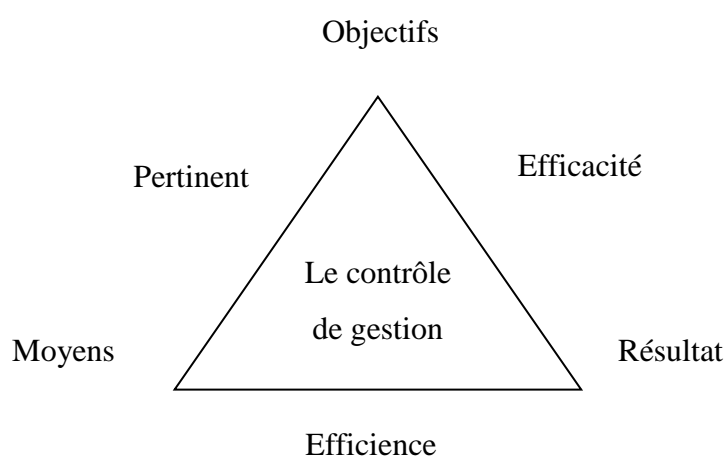 Objectifs
Pertinent
Efficacité
Le contrôle
de gestion
Moyens
Résultat
Efficience